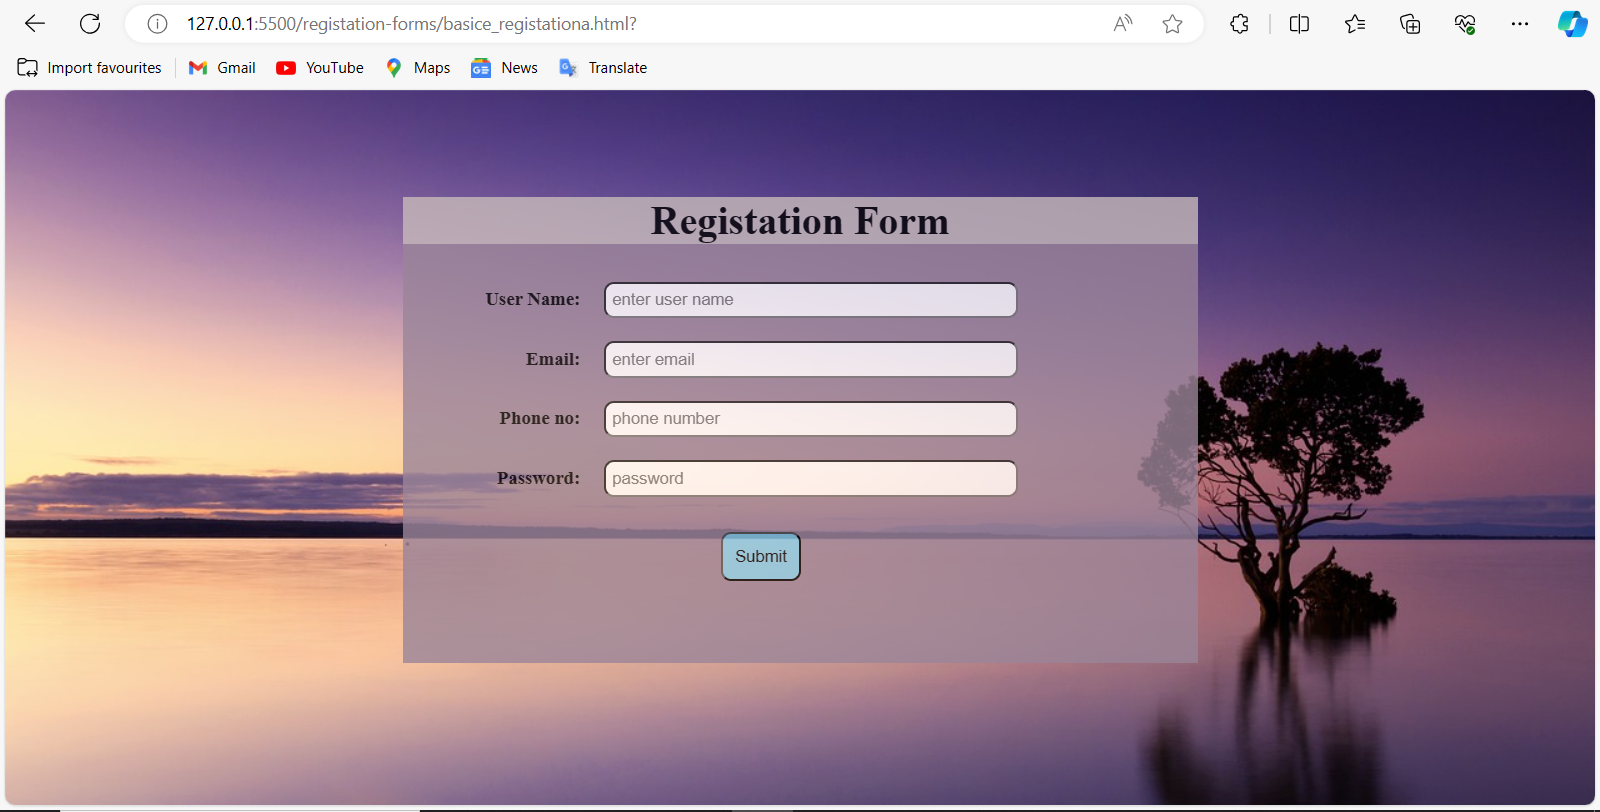 127.0.0.1:5500/registation-forms/basice_registationa.html?
Import favourites Gmail YouTube Maps News Translate
Registation Form
User Name: enter user name
Email: enter email
Phone no: phone number
Password: password
Submit